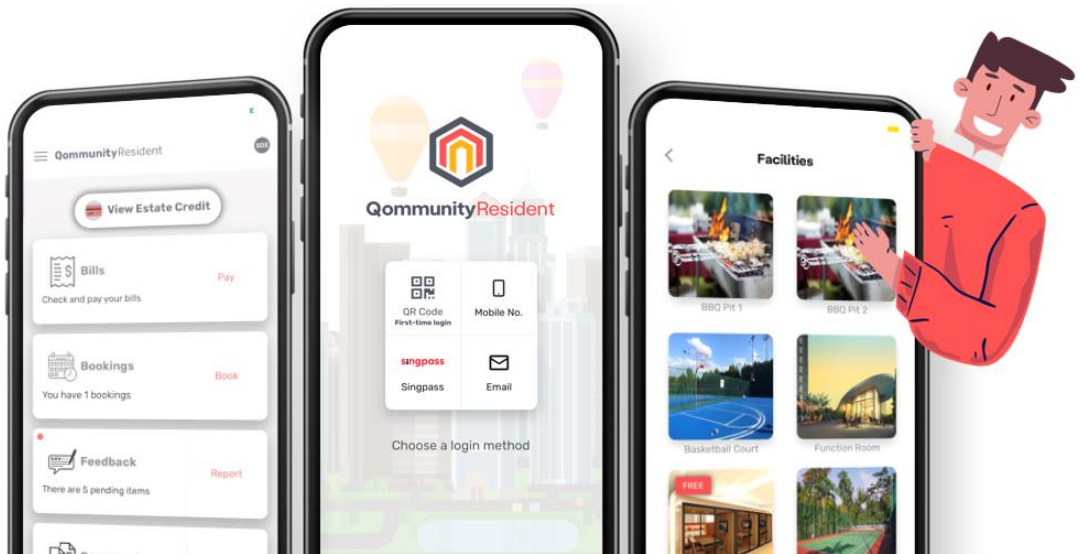 QommunityResident
SOS
View Estate Credit
Bills
Pay
Check and pay your bills
Bookings
Book
You have 1 bookings
Feedback
Report
There are 5 pending items
QommunityResident
QR Code
First-time login
Mobile No.
singpass
Singpass
Email
Choose a login method
Facilities
BBQ Pit 1
BBQ Pit 2
Basketball Court
Function Room
FREE